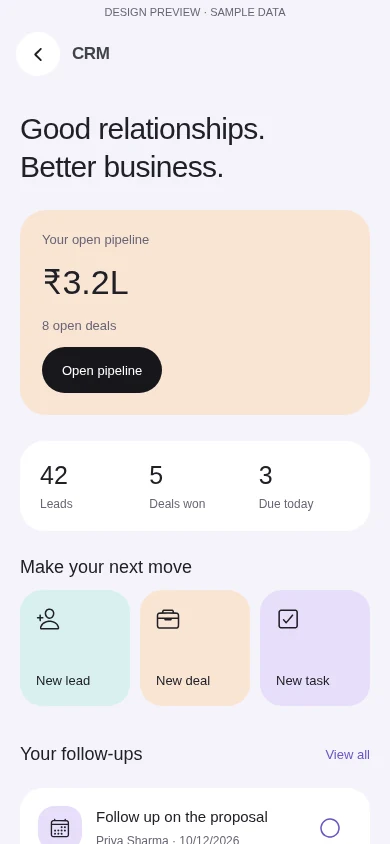 DESIGN PREVIEW · SAMPLE DATA
CRM
Good relationships.
Better business.
Your open pipeline
₹3.2L
8 open deals
Open pipeline
42 5 3
Leads Deals won Due today
Make your next move
New lead New deal New task
Your follow-ups View all
Follow up on the proposal
Priya Sharma · 10/12/2026